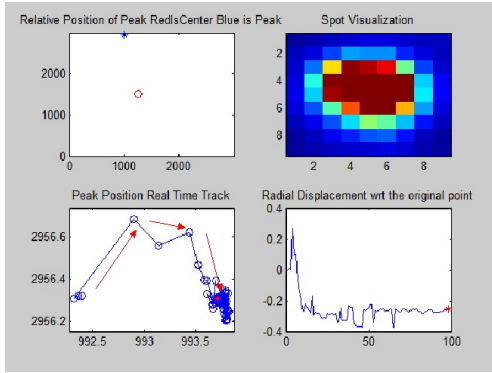 Relative Position of Peak RedIsCenter Blue is Peak
2000
1000
0
0 1000 2000
Spot Visualization
2
4
6
8
2 4 6 8
Peak Position Real Time Track
2956.6
2956.4
2956.2
992.5 993 993.5
Radial Displacement wrt the original point
0.4
0.2
0
-0.2
-0.4
0 50 100